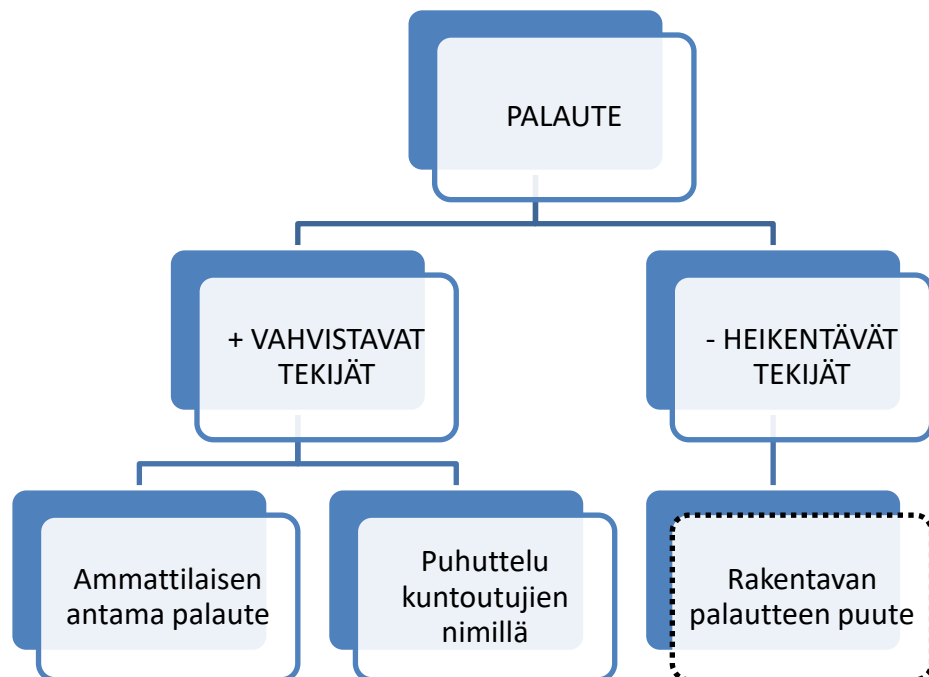 PALAUTE
+ VAHVISTAVAT
TEKIJÄT
- HEIKENTÄVÄT
TEKIJÄT
Ammattilaisen
antama palaute
Puhuttelu
kuntoutujien
nimillä
Rakentavan
palautteen puute